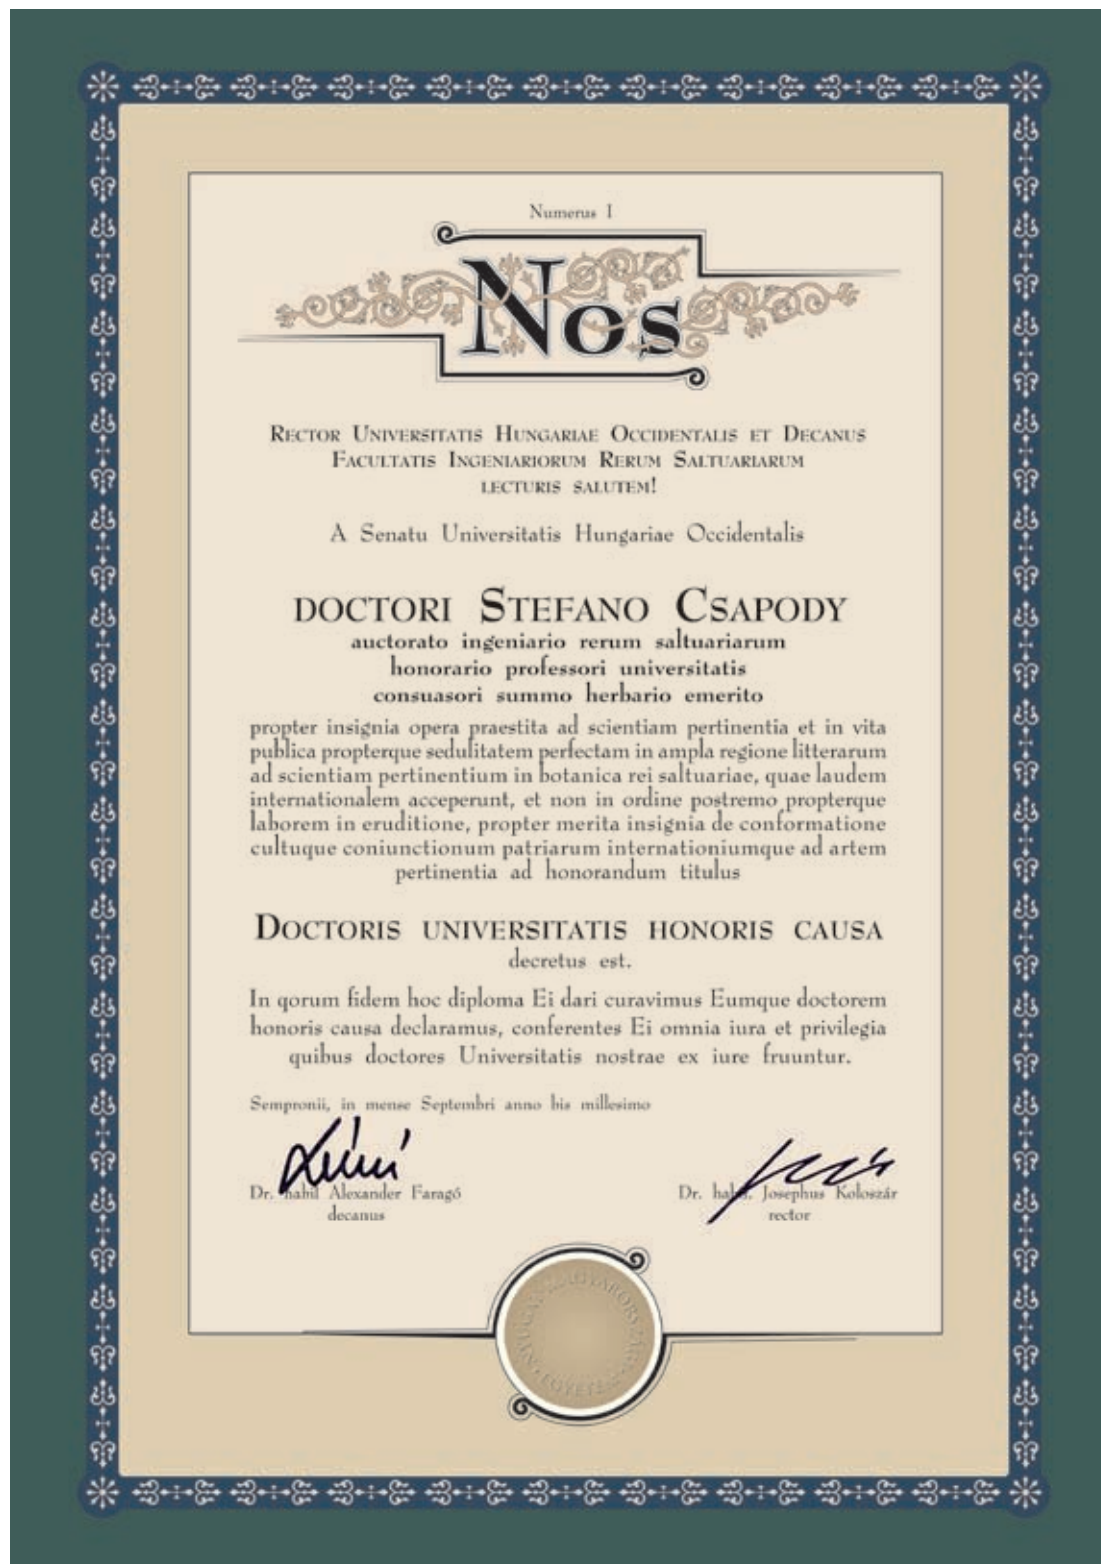 Numerus I
Nos
Rector Universitatis Hungariae Occidentalis et Decanus
Facultatis Ingeniariorum Rerum Saltuariarum
lecturis salutem!
A Senatu Universitatis Hungariae Occidentalis
doctori Stefano Csapody
auctorato ingeniario rerum saltuariarum
honorario professori universitatis
consuasori summo herbario emerito
propter insignia opera praestita ad scientiam pertinentia et in vita
publica propterque sedulitatem perfectam in ampla regione litterarum
ad scientiam pertinentium in botanica rei saltuariae, quae laudem
internationalem acceperunt, et non in ordine postremo propterque
laborem in eruditione, propter merita insignia de conformatione
cultuque coniunctionum patriarum internationiumque ad artem
pertinentia ad honorandum titulus
Doctoris universitatis honoris causa
decretus est.
In qorum fidem hoc diploma Ei dari curavimus Eumque doctorem
honoris causa declaramus, conferentes Ei omnia iura et privilegia
quibus doctores Universitatis nostrae ex iure fruuntur.
Sempronii, in mense Septembri anno bis millesimo
Dr. habil Alexander Faragó
decanus
Dr. habil. Josephus Koloszár
rector
NYUGAT-MAGYARORSZÁGI EGYETEM